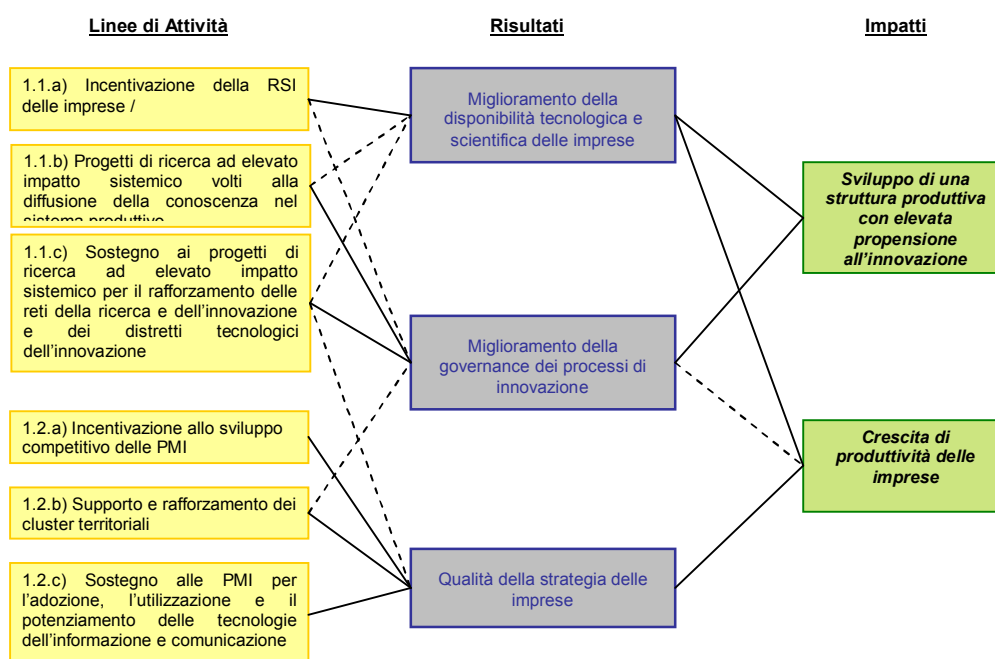 Linee di Attività
Risultati
Impatti
1.1.a) Incentivazione della RSI
delle imprese /
1.1.b) Progetti di ricerca ad elevato
impatto sistemico volti alla
diffusione della conoscenza nel
sistema produttivo
1.1.c) Sostegno ai progetti di
ricerca ad elevato impatto
sistemico per il rafforzamento delle
reti della ricerca e dell'innovazione
e dei distretti tecnologici
dell'innovazione
1.2.a) Incentivazione allo sviluppo
competitivo delle PMI
1.2.b) Supporto e rafforzamento dei
cluster territoriali
1.2.c) Sostegno alle PMI per
l'adozione, l'utilizzazione e il
potenziamento delle tecnologie
dell'informazione e comunicazione
Miglioramento della
disponibilità tecnologica e
scientifica delle imprese
Miglioramento della
governance dei processi di
innovazione
Qualità della strategia delle
imprese
Sviluppo di una
struttura produttiva
con elevata
propensione
all'innovazione
Crescita di
produttività delle
imprese